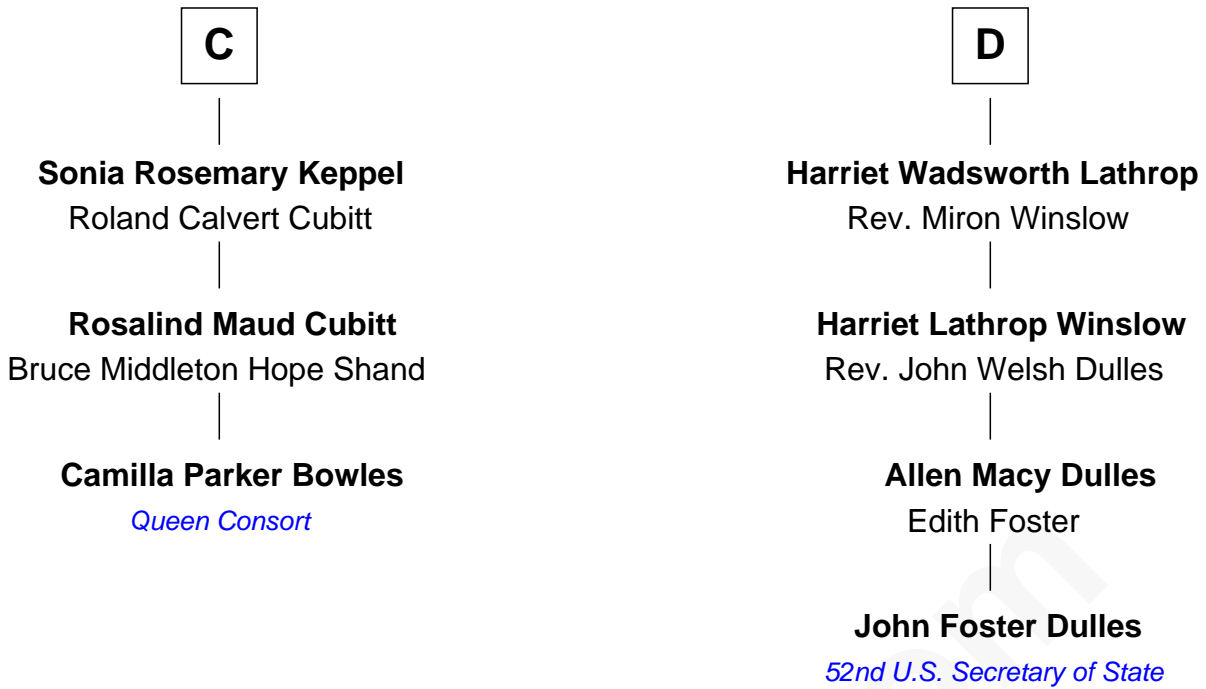 C
Sonia Rosemary Keppel
Roland Calvert Cubitt
Rosalind Maud Cubitt
Bruce Middleton Hope Shand
Camilla Parker Bowles
Queen Consort
D
Harriet Wadsworth Lathrop
Rev. Miron Winslow
Harriet Lathrop Winslow
Rev. John Welsh Dulles
Allen Macy Dulles
Edith Foster
John Foster Dulles
52nd U.S. Secretary of State